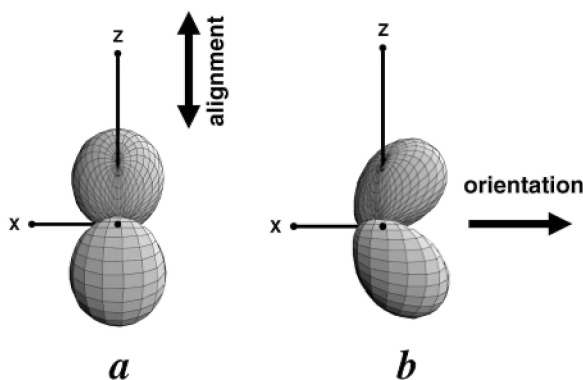 z
alignment
x
a
z
orientation
x
b